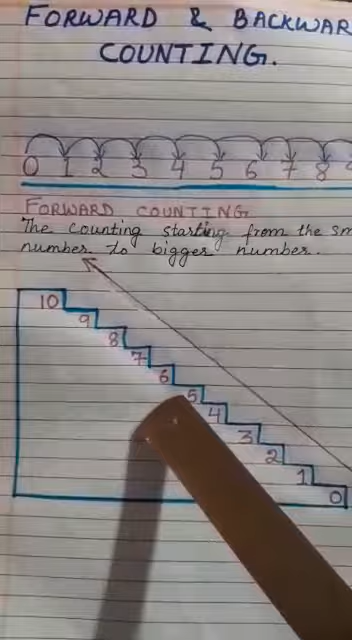 FORWARD & BACKWAR
COUNTING.
0 1 2 3 4 5 6 7 8 9
FORWARD COUNTING
The counting starting from the sm
number to bigger number.
10
9
8
7
6
5
4
3
2
1
0